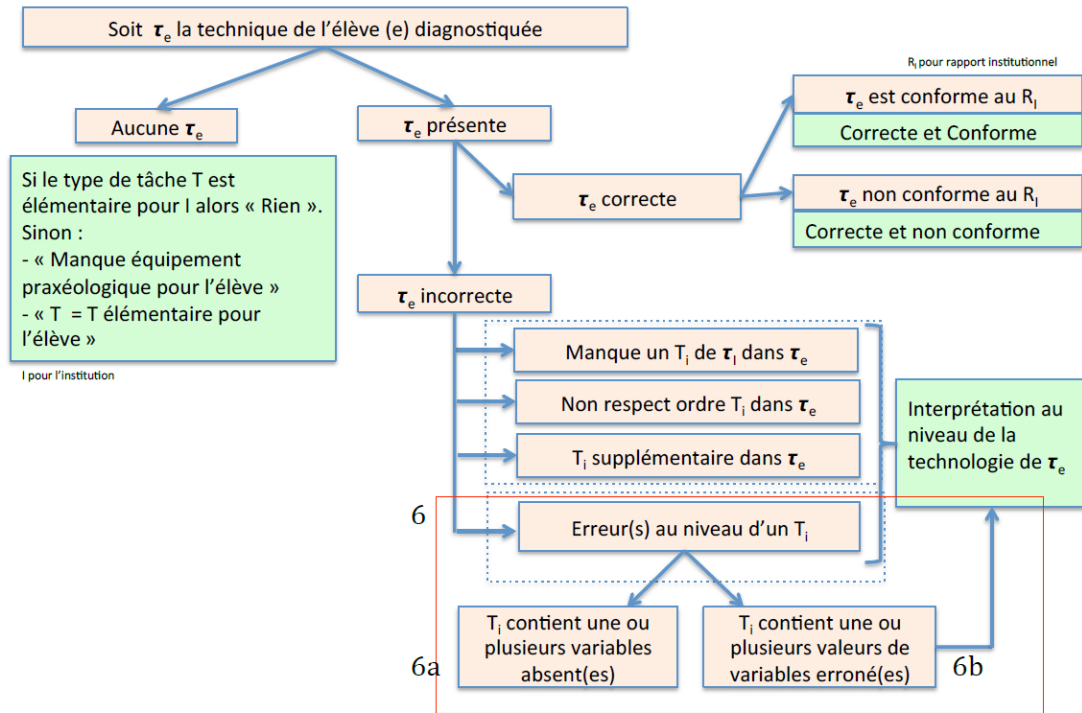 Soit τe la technique de l’élève (e) diagnostiquée
RI pour rapport institutionnel
τe est conforme au RI
Correcte et Conforme
Aucune τe
τe présente
Si le type de tâche T est
élémentaire pour I alors « Rien ».
Sinon :
- « Manque équipement
praxéologique pour l’élève »
- « T = T élémentaire pour
l’élève »
I pour l’institution
τe correcte
τe non conforme au RI
Correcte et non conforme
τe incorrecte
Manque un Ti de τI dans τe
Non respect ordre Ti dans τe
Ti supplémentaire dans τe
Interprétation au
niveau de la
technologie de τe
6
Erreur(s) au niveau d’un Ti
6a
Ti contient une ou
plusieurs variables
absent(es)
Ti contient une ou
plusieurs valeurs de
variables erroné(es)
6b